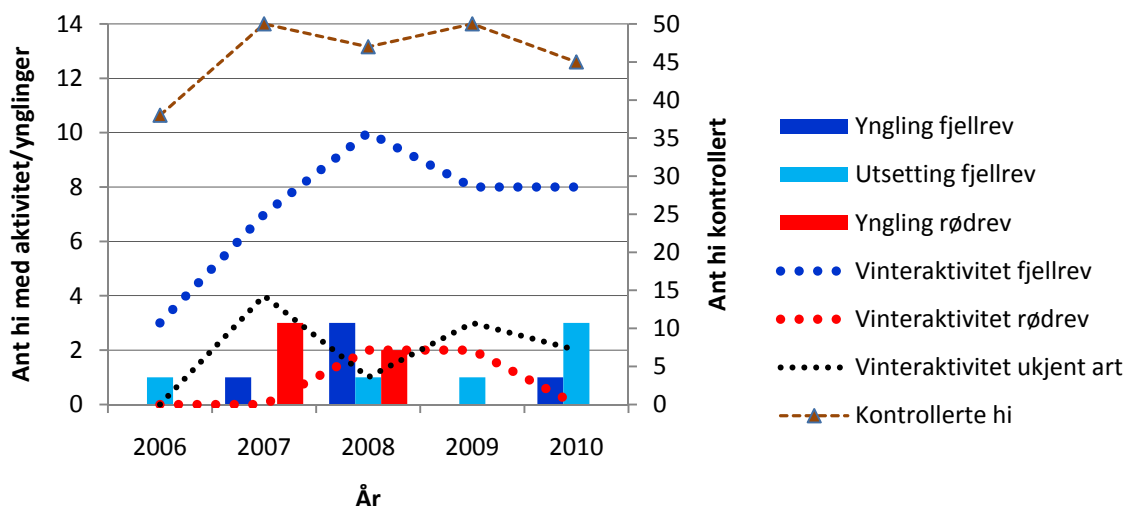 Ant hi med aktivitet/ynglinger
14
12
10
8
6
4
2
0
50
45
40
35
30
25
20
15
10
5
0
Ant hi kontrollert
2006 2007 2008 2009 2010
År
Yngling fjellrev
Utsetting fjellrev
Yngling rødrev
Vinteraktivitet fjellrev
Vinteraktivitet rødrev
Vinteraktivitet ukjent art
Kontrollerte hi